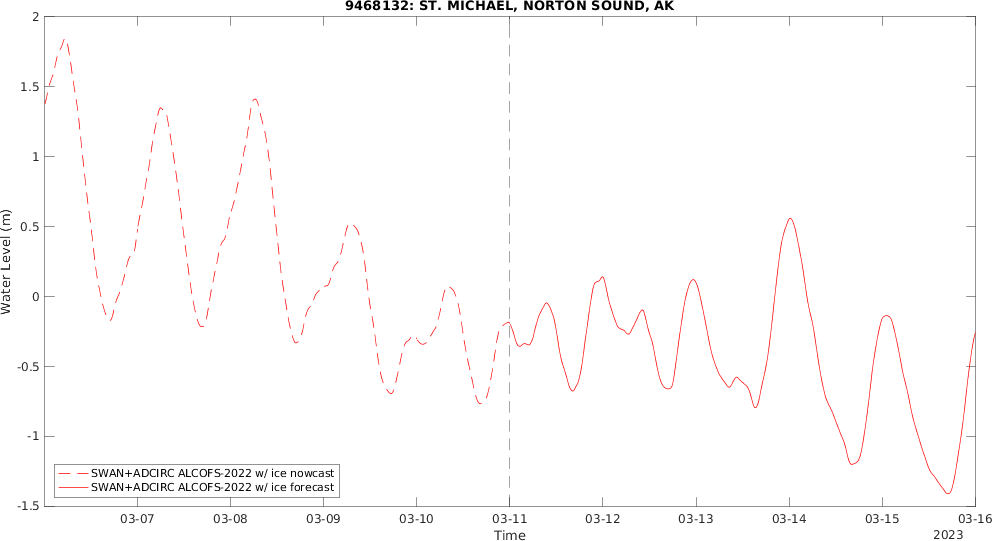 9468132: ST. MICHAEL, NORTON SOUND, AK
2
1.5
1
0.5
0
-0.5
-1
-1.5
Water Level (m)
SWAN+ADCIRC ALCOFS-2022 w/ ice nowcast
SWAN+ADCIRC ALCOFS-2022 w/ ice forecast
03-07 03-08 03-09 03-10 03-11 03-12 03-13 03-14 03-15 03-16
Time
2023